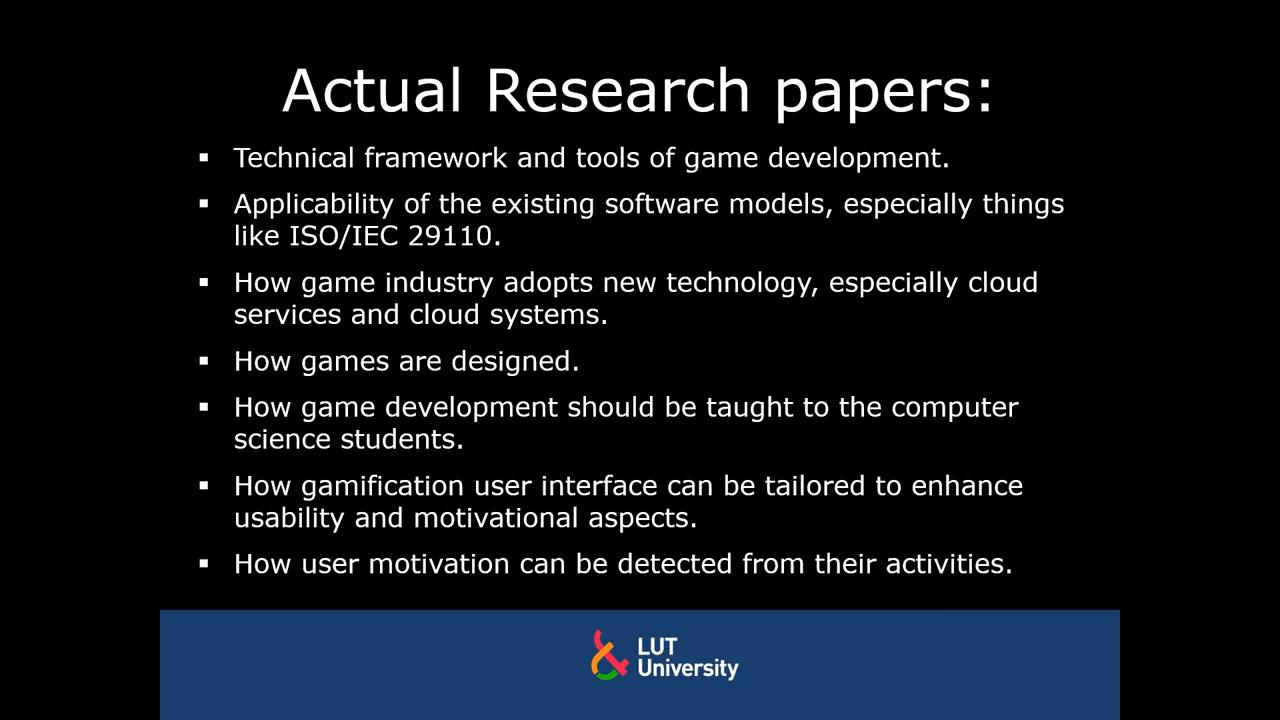 Actual Research papers:
▪ Technical framework and tools of game development.
▪ Applicability of the existing software models, especially things
like ISO/IEC 29110.
▪ How game industry adopts new technology, especially cloud
services and cloud systems.
▪ How games are designed.
▪ How game development should be taught to the computer
science students.
▪ How gamification user interface can be tailored to enhance
usability and motivational aspects.
▪ How user motivation can be detected from their activities.
LUT
University